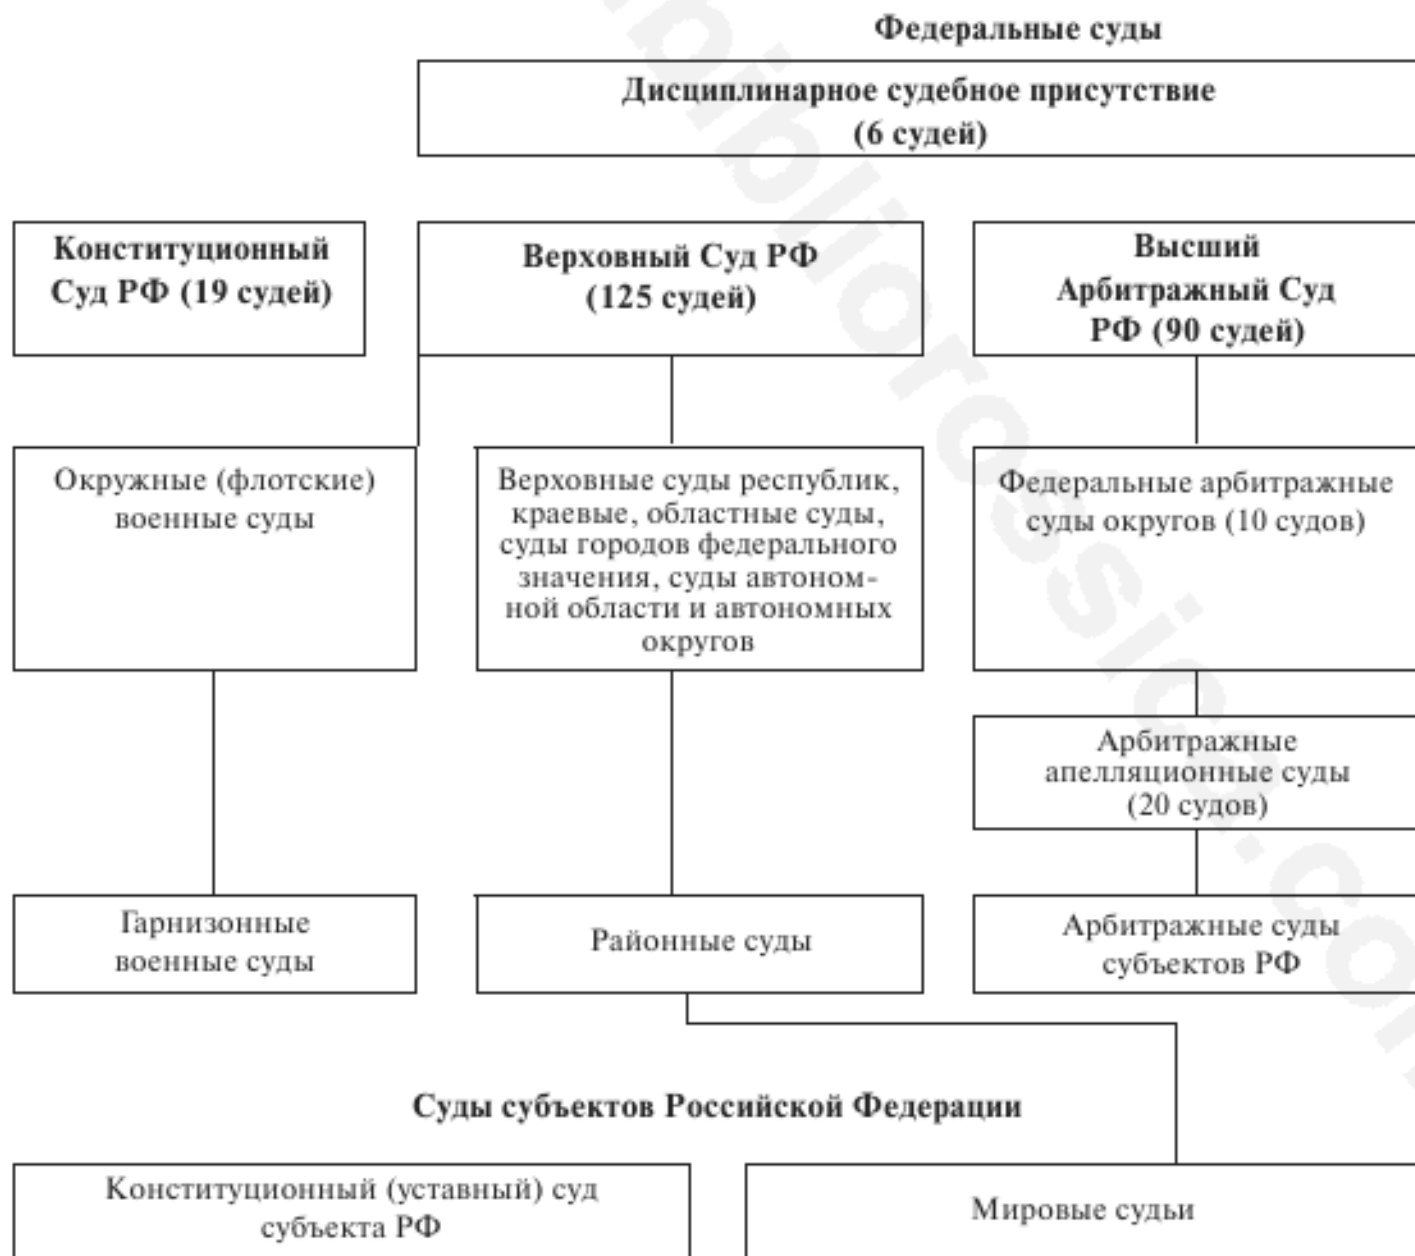 Федеральные суды
Дисциплинарное судебное присутствие
(6 судей)
Конституционный
Суд РФ (19 судей)
Верховный Суд РФ
(125 судей)
Высший
Арбитражный Суд
РФ (90 судей)
Окружные (флотские)
военные суды
Верховные суды республик,
краевые, областные суды,
суды городов федерального
значения, суды автоном-
ной области и автономных
округов
Федеральные арбитражные
суды округов (10 судов)
Арбитражные
апелляционные суды
(20 судов)
Гарнизонные
военные суды
Районные суды
Арбитражные суды
субъектов РФ
Суды субъектов Российской Федерации
Конституционный (уставный) суд
субъекта РФ
Мировые судьи
biblorossica.com